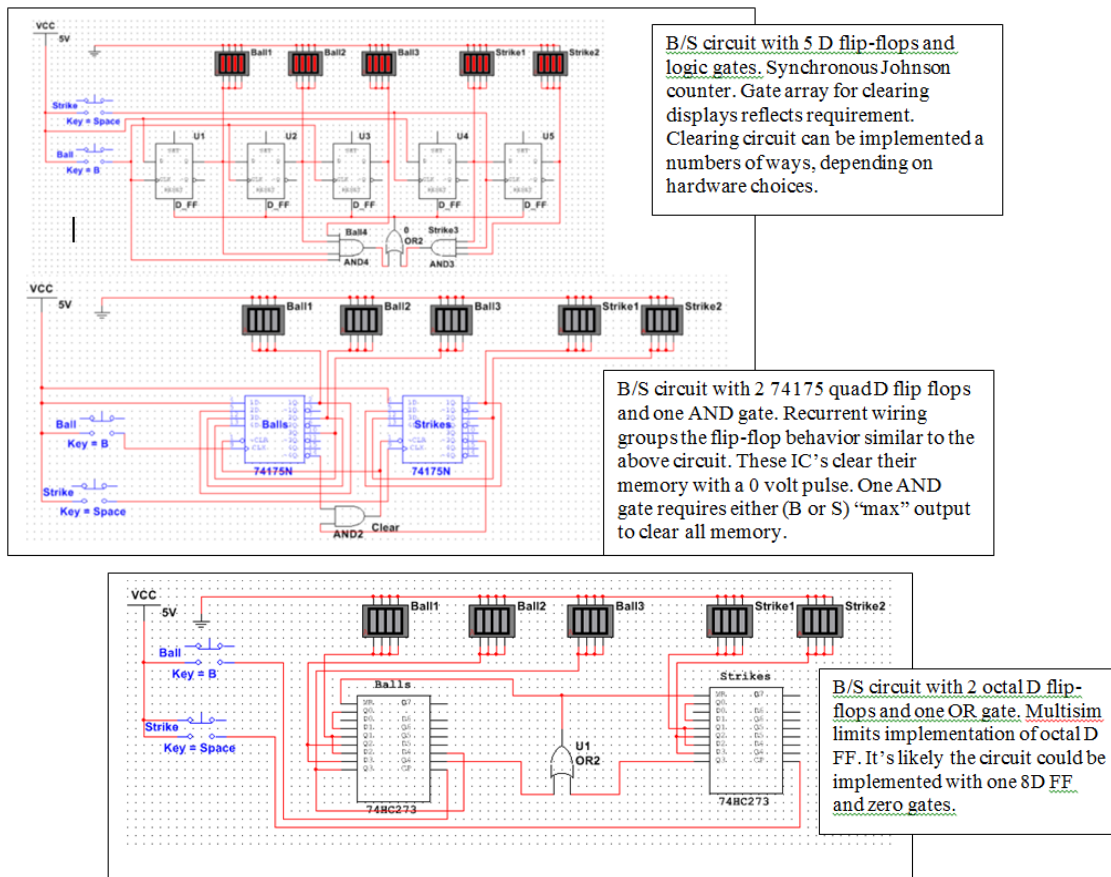 VCC
5V
Ball1
Ball2
Ball3
Strike1
Strike2
Strike
Key = Space
Ball
Key = B
U1
U2
U3
U4
U5
D_FF
D_FF
D_FF
D_FF
D_FF
Ball4
AND4
0
OR2
Strike3
AND3
B/S circuit with 5 D flip-flops and
logic gates. Synchronous Johnson
counter. Gate array for clearing
displays reflects requirement.
Clearing circuit can be implemented a
numbers of ways, depending on
hardware choices.
VCC
5V
Ball1
Ball2
Ball3
Strike1
Strike2
Ball
Key = B
Strike
Key = Space
Balls
74175N
Strikes
74175N
AND2
Clear
B/S circuit with 2 74175 quad D flip flops
and one AND gate. Recurrent wiring
groups the flip-flop behavior similar to the
above circuit. These IC's clear their
memory with a 0 volt pulse. One AND
gate requires either (B or S) “max” output
to clear all memory.
VCC
5V
Ball1
Ball2
Ball3
Strike1
Strike2
Ball
Key = B
Strike
Key = Space
Balls
74HC273
U1
OR2
Strikes
74HC273
B/S circuit with 2 octal D flip-
flops and one OR gate. Multisim
limits implementation of octal D
FF. It's likely the circuit could be
implemented with one 8D FF
and zero gates.